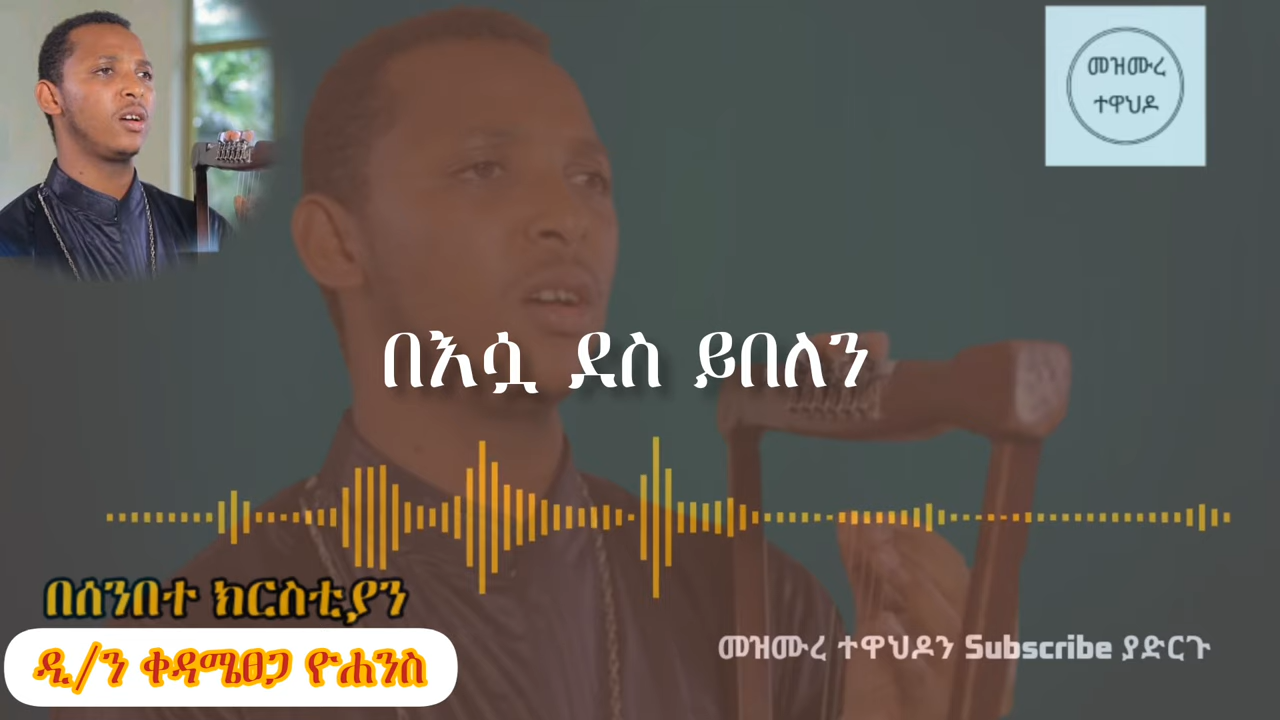 መዝሙረ
ተዋህዶ
በእሷ ደስ ይበለን
በሰንበተ ክርስቲያን
ዲ/ን ቀዳሜፀጋ ዮሐንስ
መዝሙረ ተዋህዶን Subscribe ያድርጉ